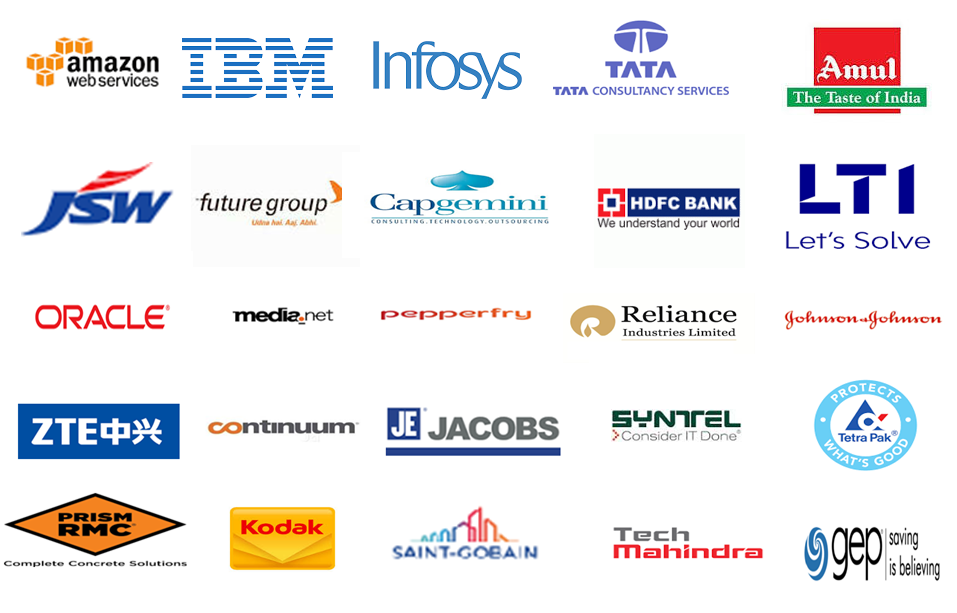 amazon
web services
IBM
Infosys
TATA
TATA CONSULTANCY SERVICES
Amul
The Taste of India
JSW
future group
Udna hai. Aaj. Abhi.
Capgemini
CONSULTING.TECHNOLOGY.OUTSOURCING
HDFC BANK
We understand your world
LTI
Let's Solve
ORACLE®
media.net
pepperfry
Reliance
Industries Limited
Johnson&Johnson
ZTE中兴
continuum
JE JACOBS
SYNTEL
Consider IT Done®
PROTECTS
Tetra Pak®
WHAT'S GOOD
PRISM
RMC
Complete Concrete Solutions
Kodak
SAINT-GOBAIN
Tech
Mahindra
gep
saving
is believing